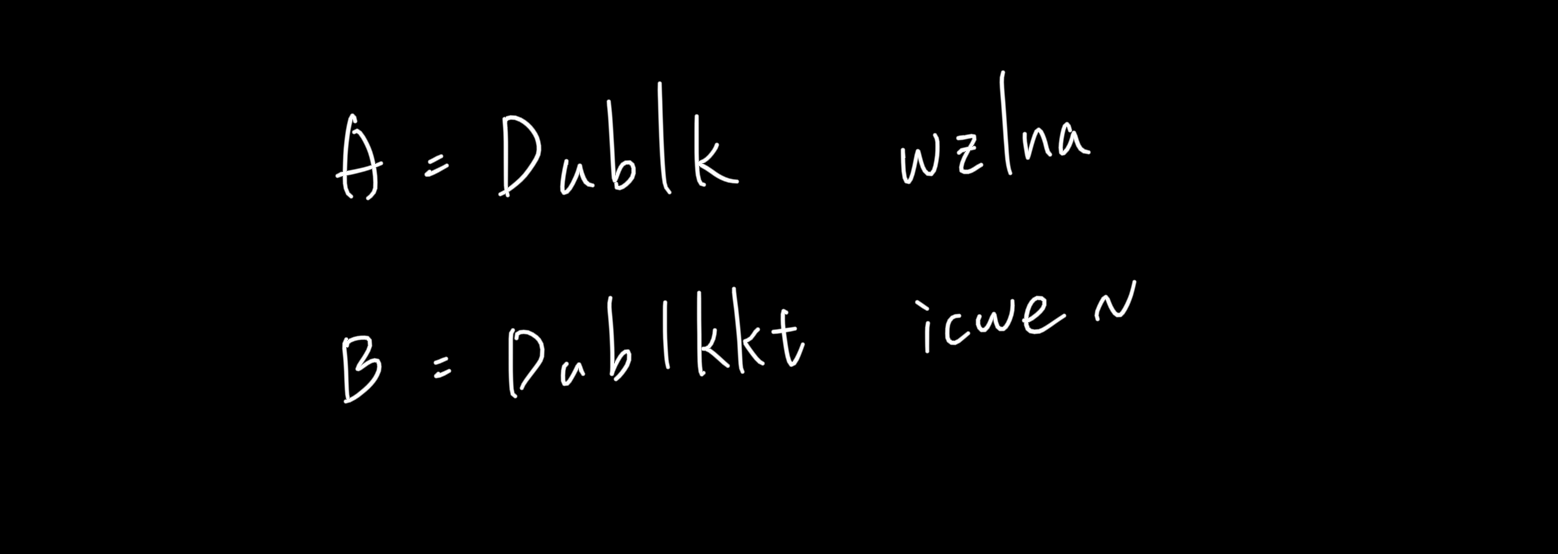 A = Dublk wzlna
B = Dublkkt icwe N